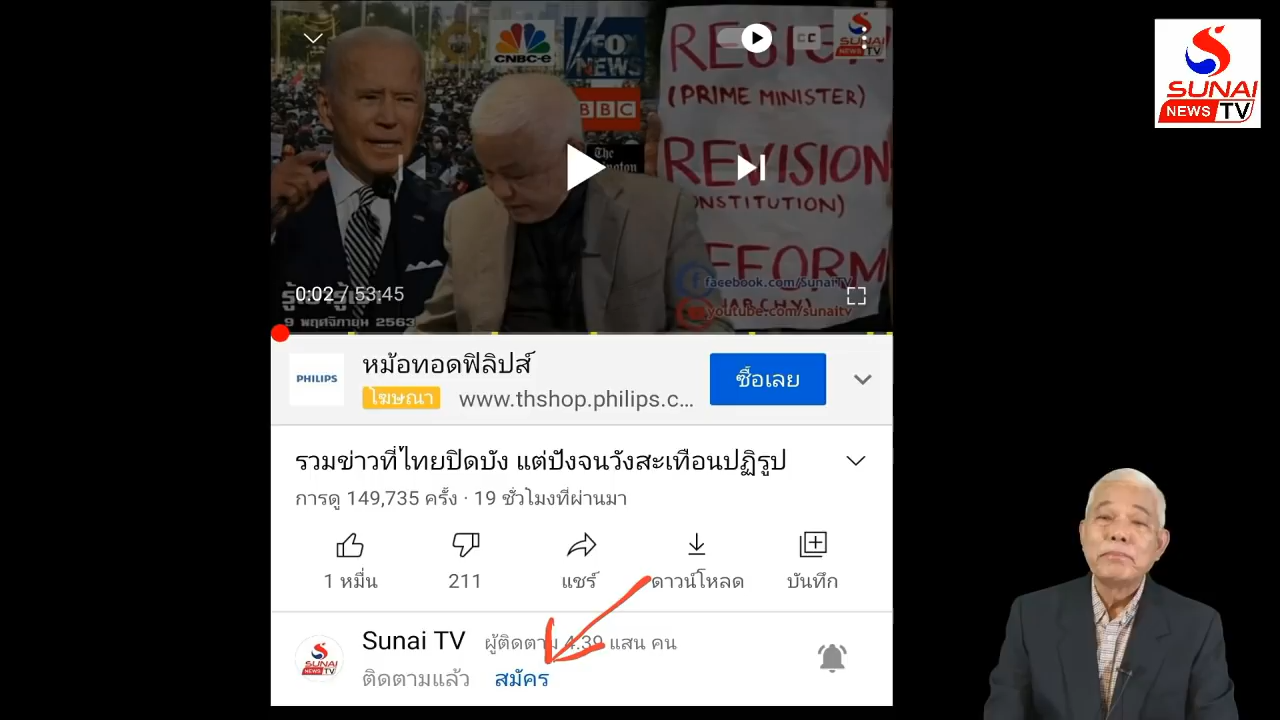 CNBC-e
FOX
NEWS
CC
SUNAI
NEWS TV
BBC
The
RESIGN
(PRIME MINISTER)
REVISION
REFORM
facebook.com/SunaiTV
youtube.com/sunaitv
0:02 / 53:45
9 พฤศจิกายน 2563
SUNAI
NEWS TV
PHILIPS
หม้อทอดฟิลิปส์
โฆษณา www.thshop.philips.c...
ซื้อเลย
รวมข่าวที่ไทยปิดบัง แต่ปังจนวังสะเทือนปฏิรูป
การดู 149,735 ครั้ง · 19 ชั่วโมงที่ผ่านมา
1 หมื่น 211 แชร์ ดาวน์โหลด บันทึก
SUNAI
NEWS TV
Sunai TV ผู้ติดตาม 4.39 แสน คน
ติดตามแล้ว สมัคร